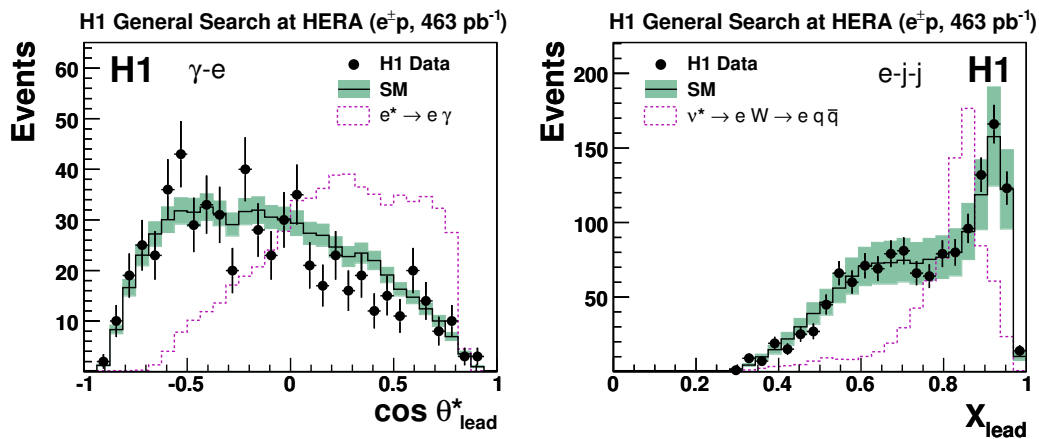 H1 General Search at HERA (e±p, 463 pb⁻¹)
Events
60
50
40
30
20
10
H1
γ-e
H1 Data
SM
e* → e γ
-1
-0.5
0
0.5
1
cos θ*lead
H1 General Search at HERA (e±p, 463 pb⁻¹)
Events
200
150
100
50
H1 Data
SM
ν* → e W → e q q̅
e-j-j
H1
0
0.2
0.4
0.6
0.8
1
Xlead